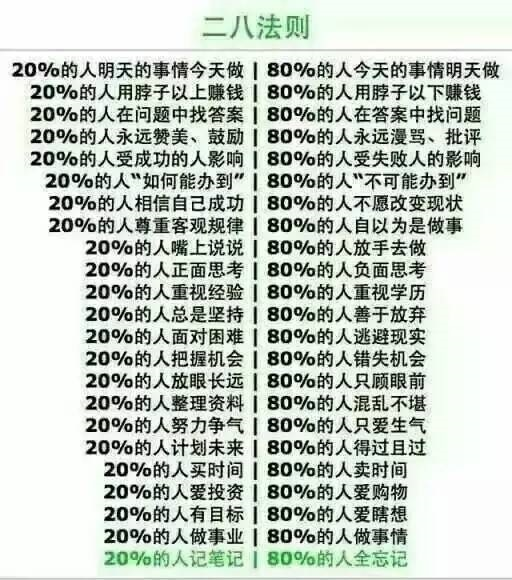 二八法则
20%的人明天的事情今天做 | 80%的人今天的事情明天做
20%的人用脖子以上赚钱 | 80%的人用脖子以下赚钱
20%的人在问题中找答案 | 80%的人在答案中找问题
20%的人永远赞美、鼓励 | 80%的人永远漫骂、批评
20%的人受成功的人影响 | 80%的人受失败人的影响
20%的人“如何能办到” | 80%的人“不可能办到”
20%的人相信自己成功 | 80%的人不愿改变现状
20%的人尊重客观规律 | 80%的人自以为是做事
20%的人嘴上说说 | 80%的人放手去做
20%的人正面思考 | 80%的人负面思考
20%的人重视经验 | 80%的人重视学历
20%的人总是坚持 | 80%的人善于放弃
20%的人面对困难 | 80%的人逃避现实
20%的人把握机会 | 80%的人错失机会
20%的人放眼长远 | 80%的人只顾眼前
20%的人整理资料 | 80%的人混乱不堪
20%的人努力争气 | 80%的人只爱生气
20%的人计划未来 | 80%的人得过且过
20%的人买时间 | 80%的人卖时间
20%的人爱投资 | 80%的人爱购物
20%的人有目标 | 80%的人爱瞎想
20%的人做事业 | 80%的人做事情
20%的人记笔记 | 80%的人全忘记